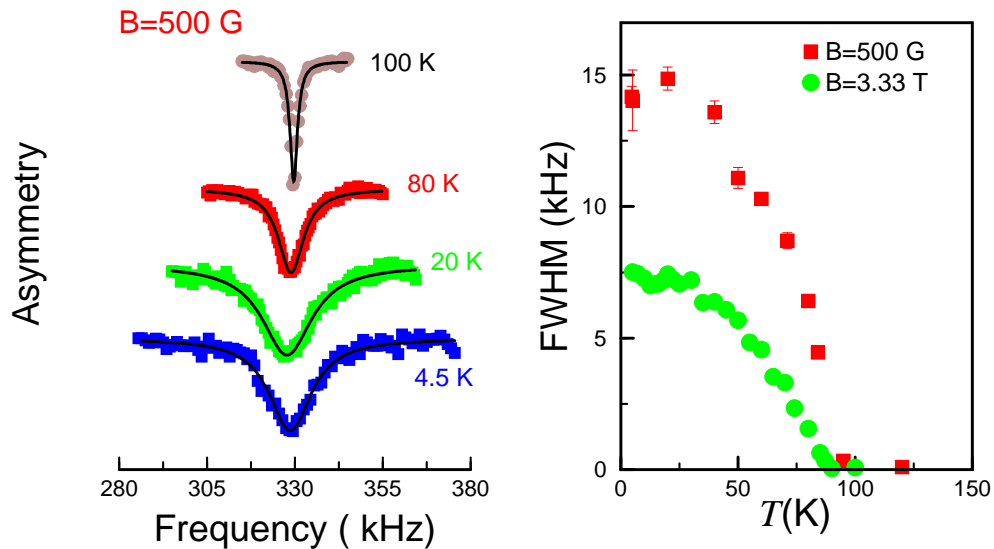 B=500 G
100 K
80 K
20 K
4.5 K
Asymmetry
280 305 330 355 380
Frequency ( kHz)
B=500 G
B=3.33 T
FWHM (kHz)
15
10
5
0
0 50 100 150
T(K)